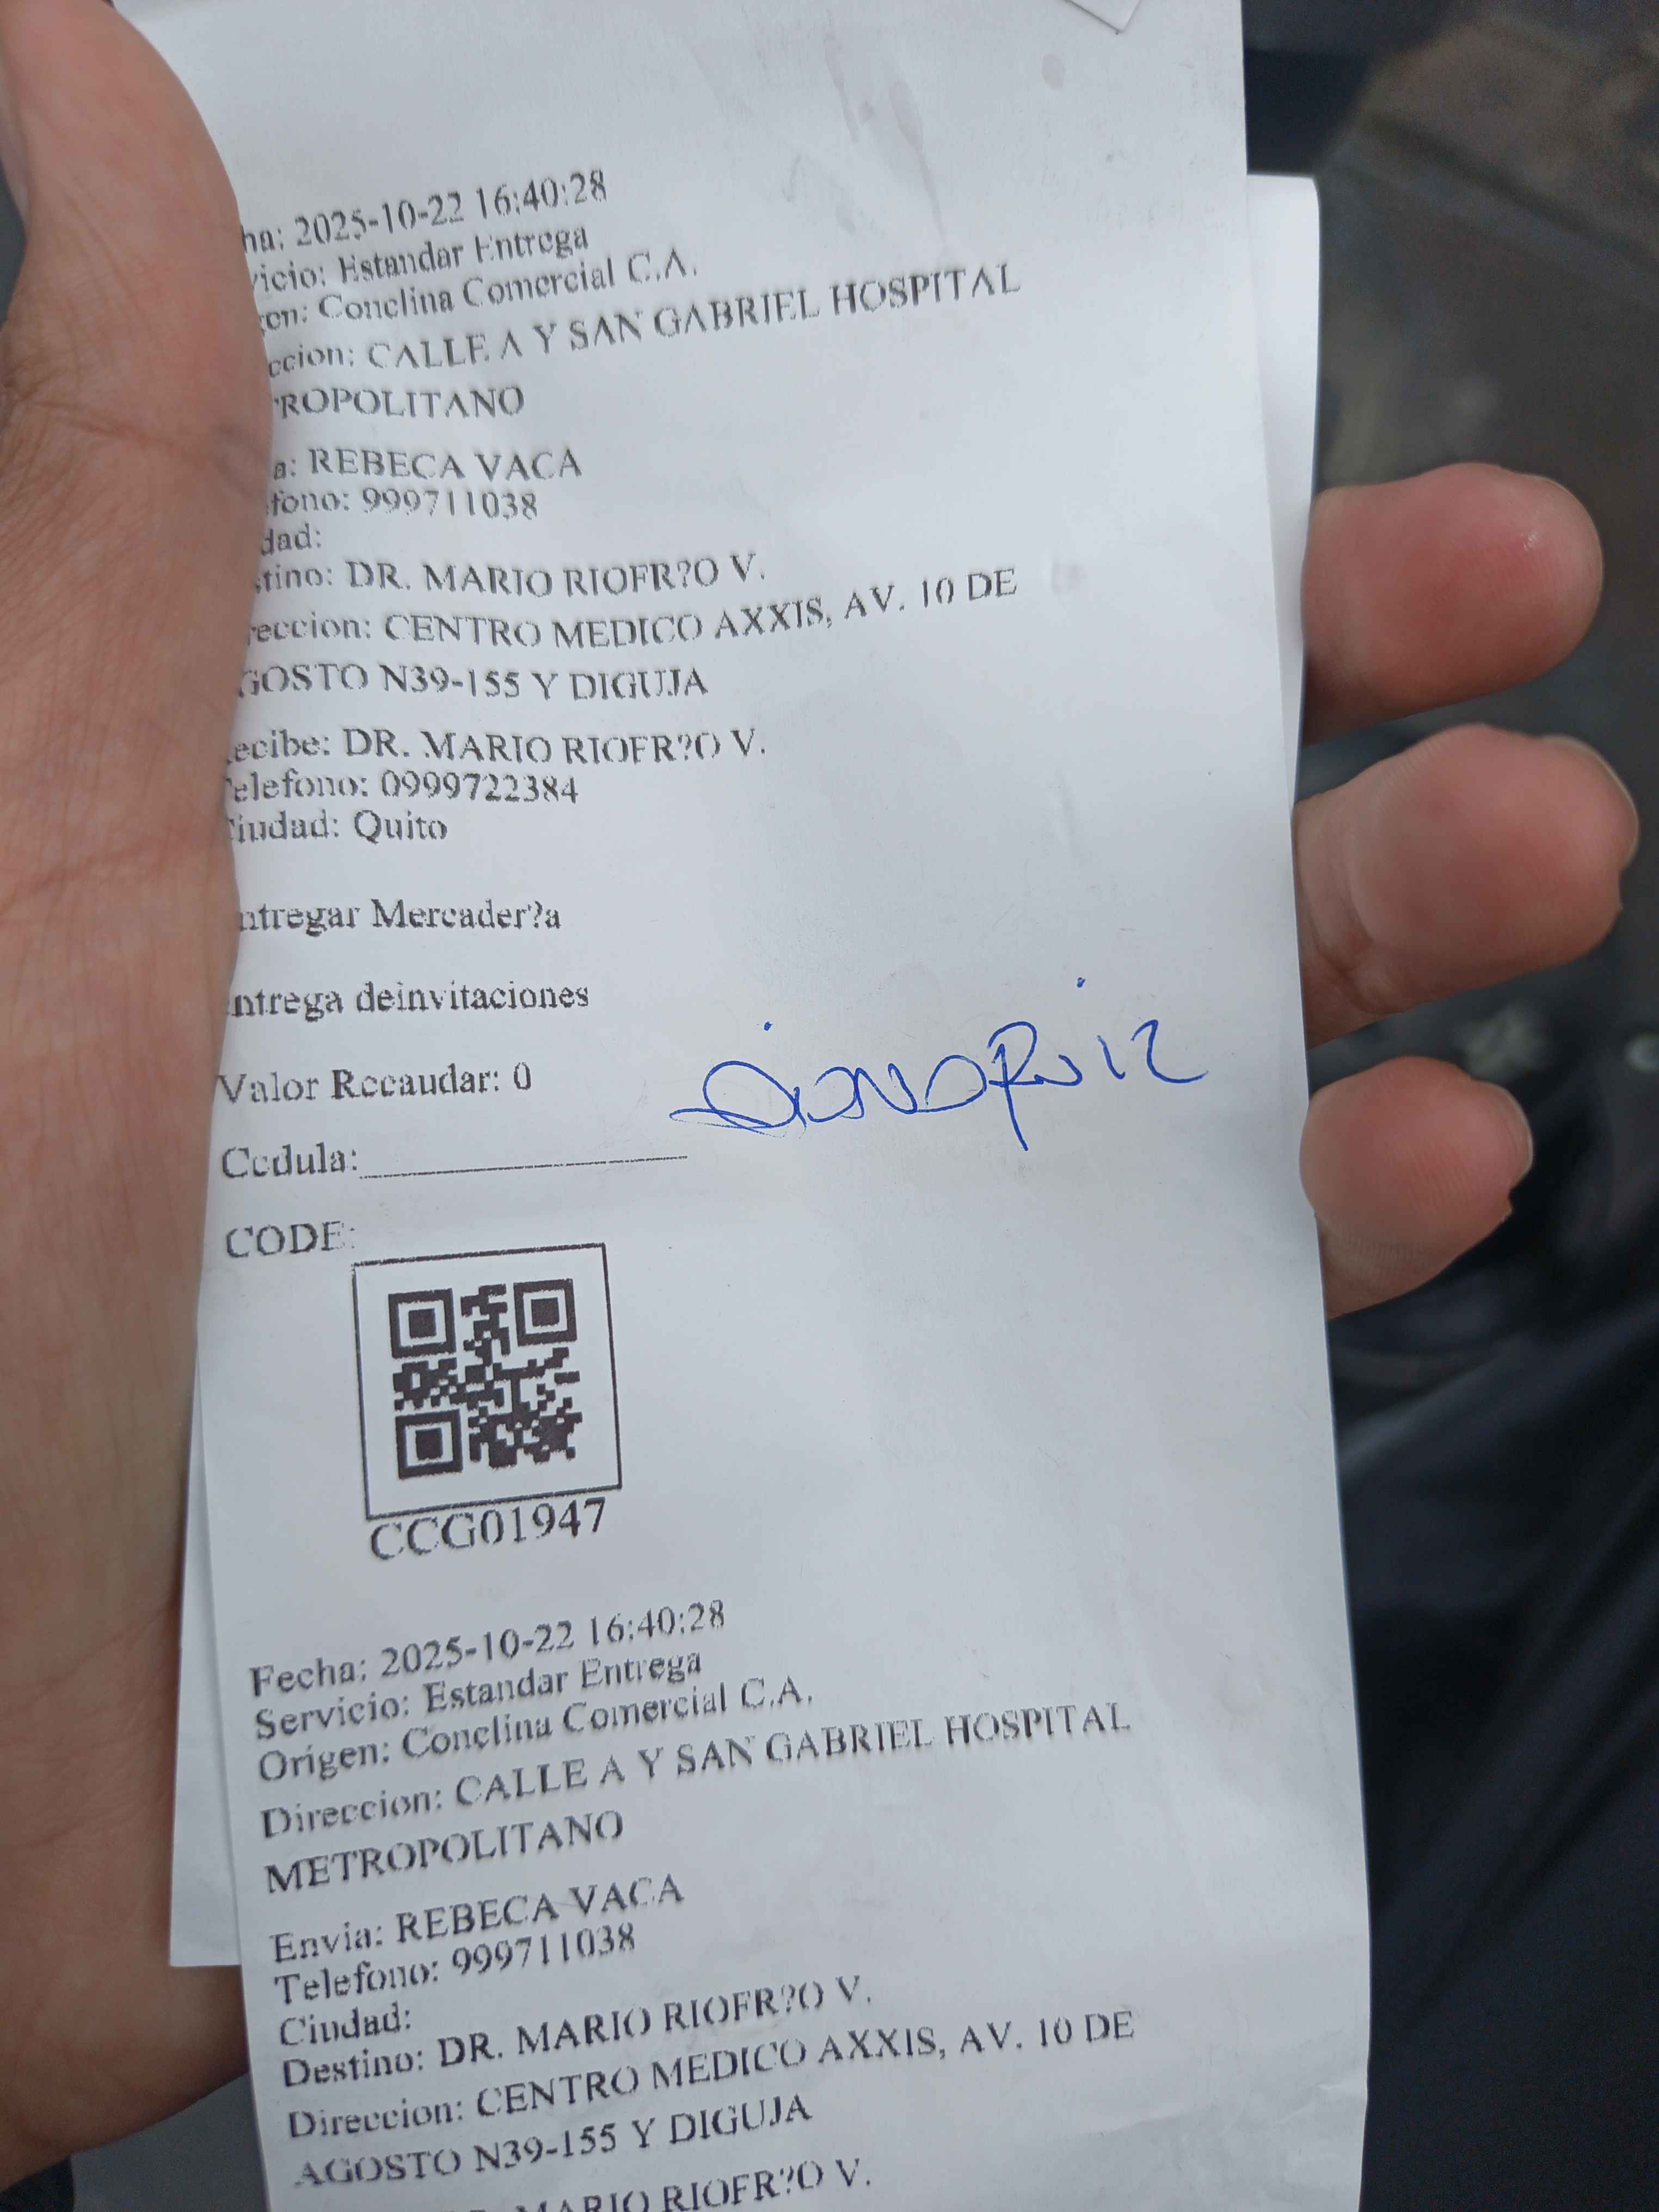 ha: 2025-10-22 16:40:28
vicio: Estandar Entrega
gen: Conclina Comercial C.A.
ccion: CALLE A Y SAN GABRIEL HOSPITAL
TROPOLITANO
a: REBECA VACA
fono: 999711038
dad:
stino: DR. MARIO RIOFR?O V.
reccion: CENTRO MEDICO AXXIS, AV. 10 DE
GOSTO N39-155 Y DIGUJA
ecibe: DR. MARIO RIOFR?O V.
Telefono: 0999722384
Ciudad: Quito
ntregar Mercader?a
ntrega deinvitaciones
Valor Recaudar: 0
Ruiz
Cedula:
CODE:
CCG01947
Fecha: 2025-10-22 16:40:28
Servicio: Estandar Entrega
Origen: Conclina Comercial C.A.
Direccion: CALLE A Y SAN GABRIEL HOSPITAL
METROPOLITANO
Envia: REBECA VACA
Telefono: 999711038
Ciudad:
Destino: DR. MARIO RIOFR?O V.
Direccion: CENTRO MEDICO AXXIS, AV. 10 DE
AGOSTO N39-155 Y DIGUJA
DR. MARIO RIOFR?O V.